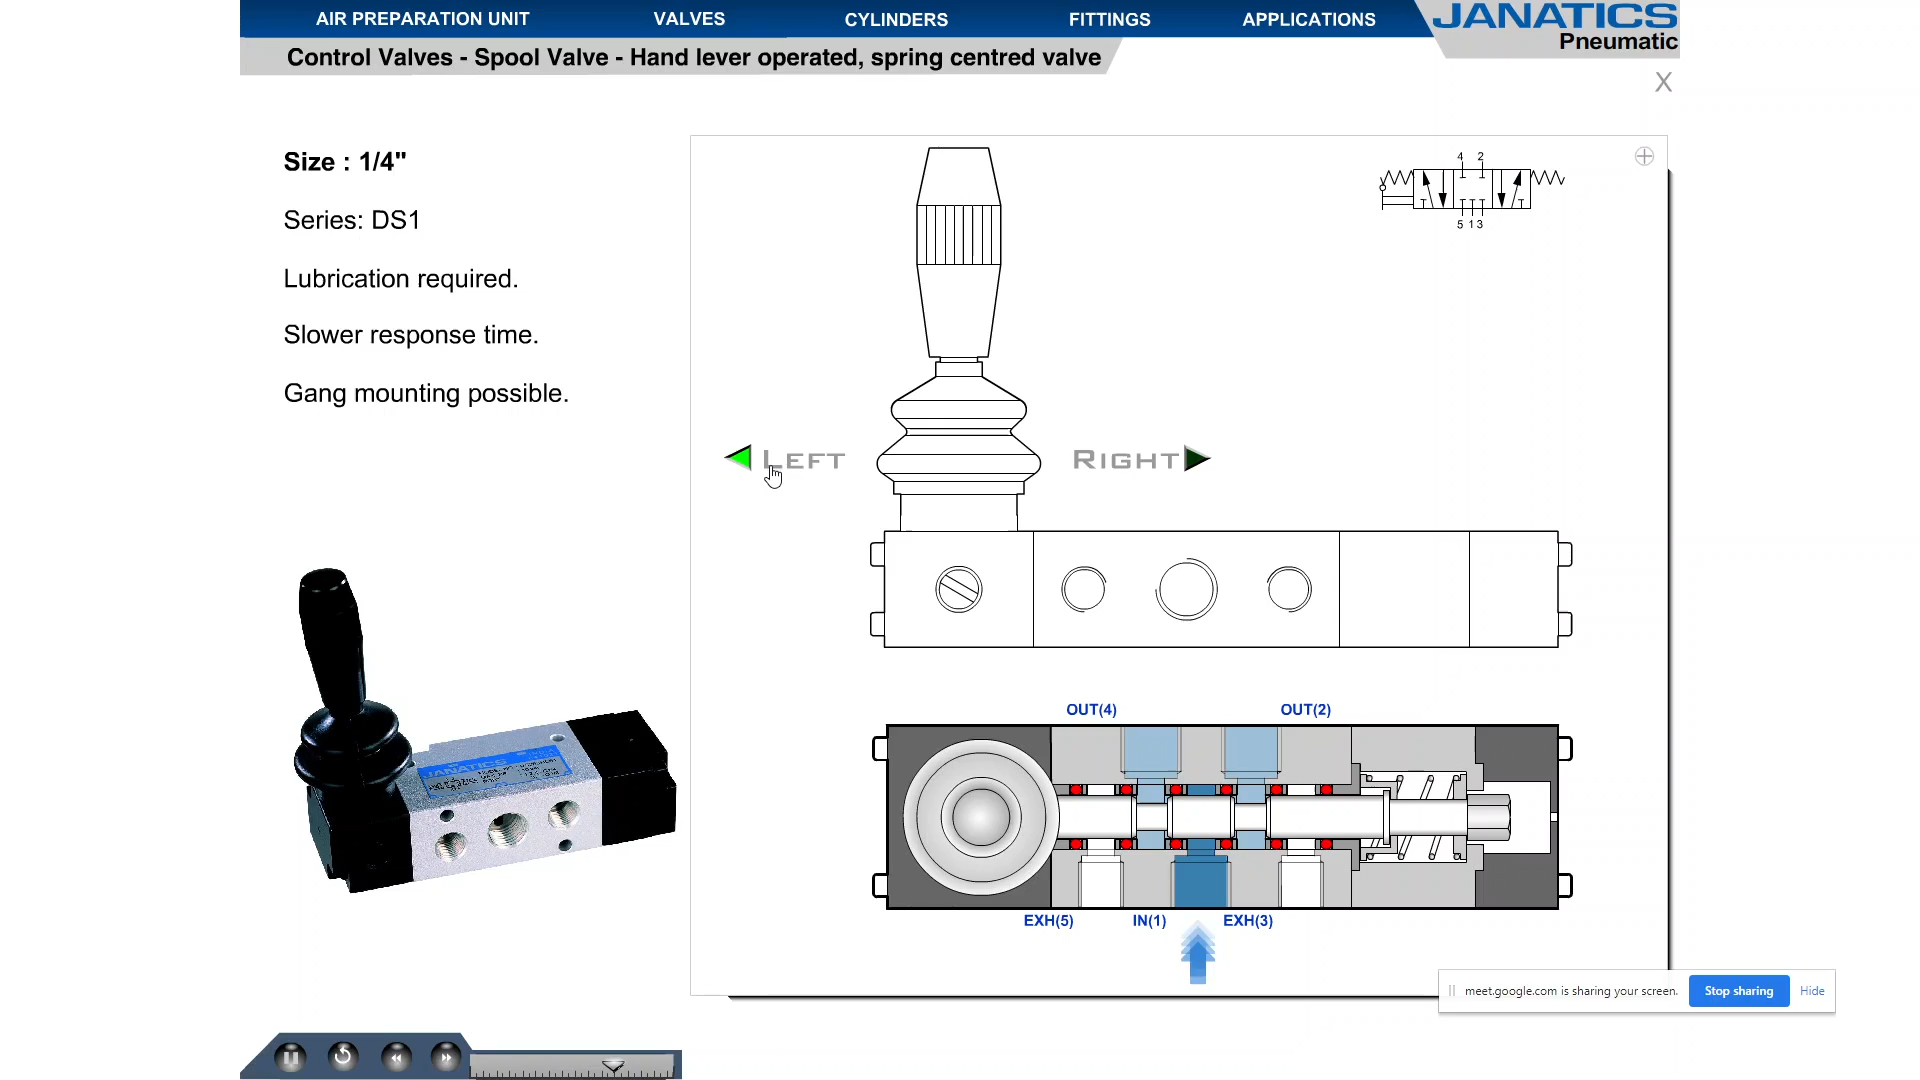 AIR PREPARATION UNIT VALVES CYLINDERS FITTINGS APPLICATIONS
JANATICS
Pneumatic
Control Valves - Spool Valve - Hand lever operated, spring centred valve
X
Size : 1/4"
Series: DS1
Lubrication required.
Slower response time.
Gang mounting possible.
4 2
5 1 3
LEFT
RIGHT
JANATICS
OUT(4) OUT(2)
EXH(5) IN(1) EXH(3)
meet.google.com is sharing your screen. Stop sharing Hide